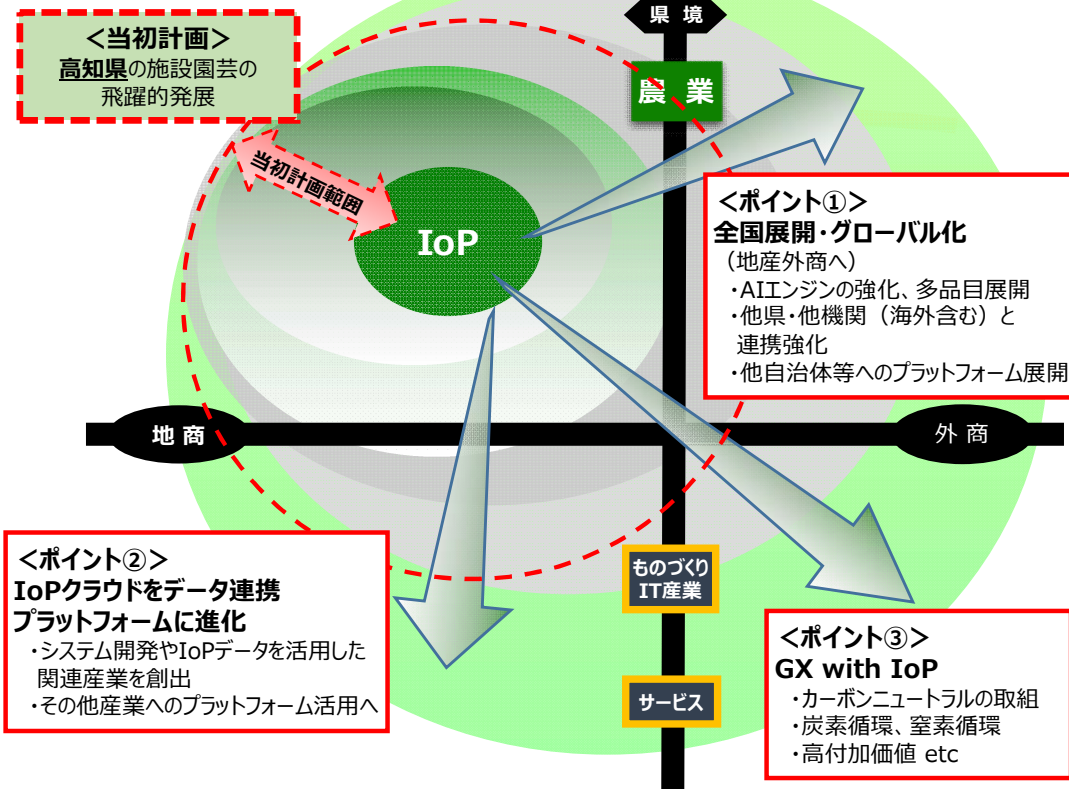 県 境
<当初計画>
高知県の施設園芸の
飛躍的発展
農 業
当初計画範囲
IoP
<ポイント①>
全国展開・グローバル化
(地産外商へ)
・AIエンジンの強化、多品目展開
・他県・他機関（海外含む）と
連携強化
・他自治体等へのプラットフォーム展開
地 商
外 商
<ポイント②>
IoPクラウドをデータ連携
プラットフォームに進化
・システム開発やIoPデータを活用した
関連産業を創出
・その他産業へのプラットフォーム活用へ
ものづくり
IT産業
サービス
<ポイント③>
GX with IoP
・カーボンニュートラルの取組
・炭素循環、窒素循環
・高付加価値 etc